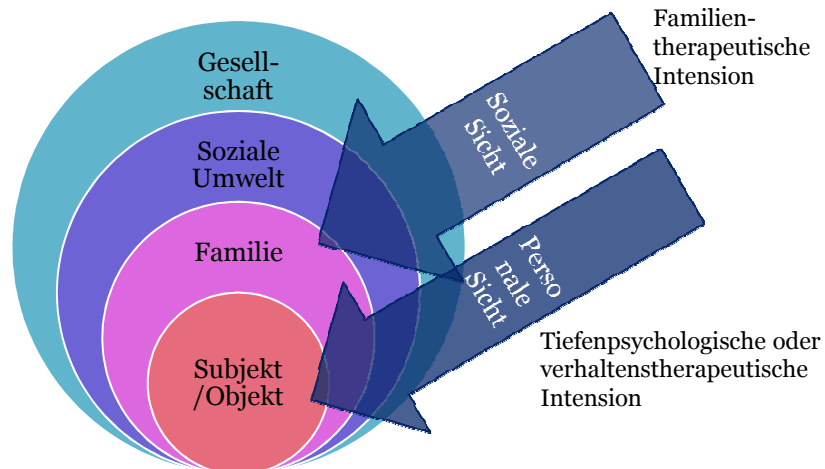 Gesell-
schaft
Soziale
Umwelt
Familie
Subjekt
/Objekt
Soziale
Sicht
Familien-
therapeutische
Intension
Perso
nale
Sicht
Tiefenpsychologische oder
verhaltenstherapeutische
Intension